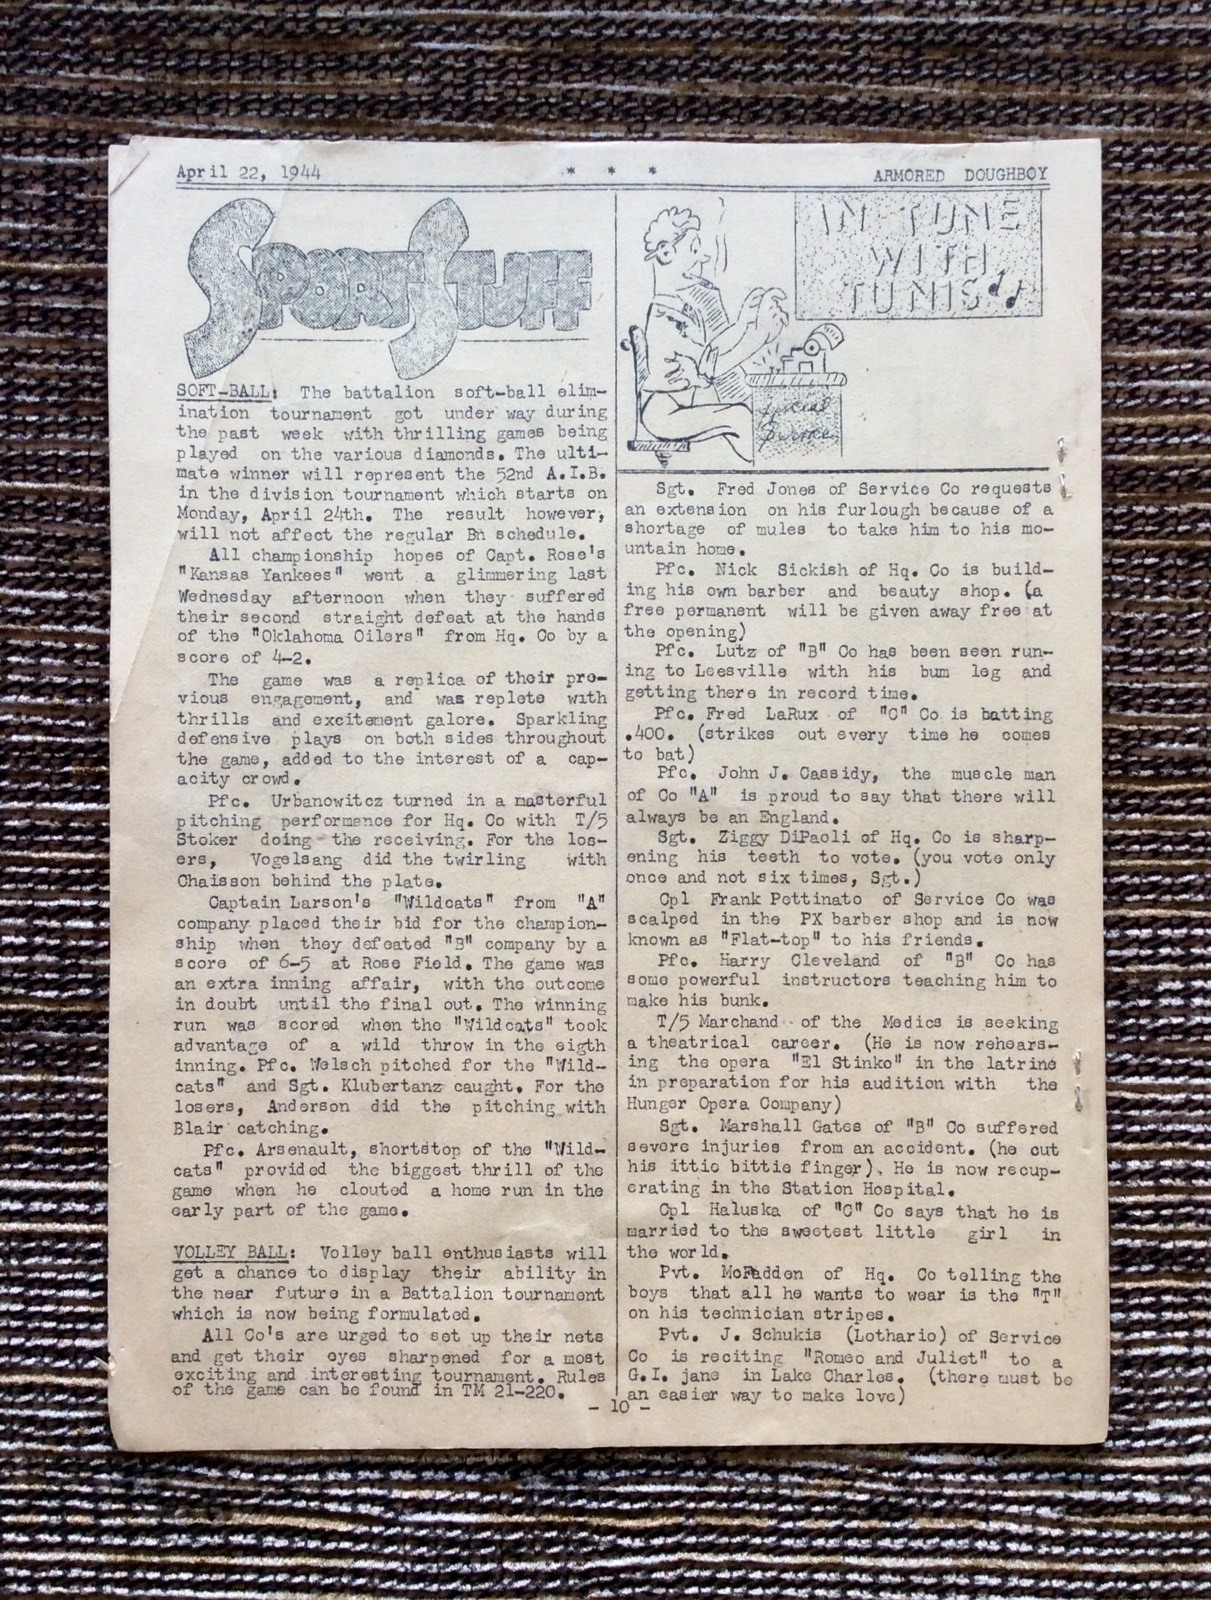 April 22, 1944 * * * ARMORED DOUGHBOY
SPORT STUFF
SOFT-BALL: The battalion soft-ball elim-
ination tournament got under way during
the past week with thrilling games being
played on the various diamonds. The ulti-
mate winner will represent the 52nd A.I.B.
in the division tournament which starts on
Monday, April 24th. The result however,
will not affect the regular Bn schedule.
All championship hopes of Capt. Rose's
"Kansas Yankees" went a glimmering last
Wednesday afternoon when they suffered
their second straight defeat at the hands
of the "Oklahoma Oilers" from Hq. Co by a
score of 4-2.
The game was a replica of their pre-
vious engagement, and was replete with
thrills and excitement galore. Sparkling
defensive plays on both sides throughout
the game, added to the interest of a cap-
acity crowd.
Pfc. Urbanowitcz turned in a masterful
pitching performance for Hq. Co with T/5
Stoker doing the receiving. For the los-
ers, Vogelsang did the twirling with
Chaisson behind the plate.
Captain Larson's "Wildcats" from "A"
company placed their bid for the champion-
ship when they defeated "B" company by a
score of 6-5 at Rose Field. The game was
an extra inning affair, with the outcome
in doubt until the final out. The winning
run was scored when the "Wildcats" took
advantage of a wild throw in the eigth
inning. Pfc. Welsch pitched for the "Wild-
cats" and Sgt. Klubertanz caught. For the
losers, Anderson did the pitching with
Blair catching.
Pfc. Arsenault, shortstop of the "Wild-
cats" provided the biggest thrill of the
game when he clouted a home run in the
early part of the game.
VOLLEY BALL: Volley ball enthusiasts will
get a chance to display their ability in
the near future in a Battalion tournament
which is now being formulated.
All Co's are urged to set up their nets
and get their eyes sharpened for a most
exciting and interesting tournament. Rules
of the game can be found in TM 21-220.
IN TUNE
WITH
TUNIS
Special
Service
Sgt. Fred Jones of Service Co requests
an extension on his furlough because of a
shortage of mules to take him to his mo-
untain home.
Pfc. Nick Sickish of Hq. Co is build-
ing his own barber and beauty shop. (a
free permanent will be given away free at
the opening)
Pfc. Lutz of "B" Co has been seen run-
ing to Leesville with his bum leg and
getting there in record time.
Pfc. Fred LaRux of "C" Co is batting
.400. (strikes out every time he comes
to bat)
Pfc. John J. Cassidy, the muscle man
of Co "A" is proud to say that there will
always be an England.
Sgt. Ziggy DiPaoli of Hq. Co is sharp-
ening his teeth to vote. (you vote only
once and not six times, Sgt.)
Cpl Frank Pettinato of Service Co was
scalped in the PX barber shop and is now
known as "Flat-top" to his friends.
Pfc. Harry Cleveland of "B" Co has
some powerful instructors teaching him to
make his bunk.
T/5 Marchand of the Medics is seeking
a theatrical career. (He is now rehears-
ing the opera "El Stinko" in the latrine
in preparation for his audition with the
Hunger Opera Company)
Sgt. Marshall Gates of "B" Co suffered
severe injuries from an accident. (he cut
his ittie bittie finger). He is now recup-
erating in the Station Hospital.
Cpl Haluska of "C" Co says that he is
married to the sweetest little girl in
the world.
Pvt. McFadden of Hq. Co telling the
boys that all he wants to wear is the "T"
on his technician stripes.
Pvt. J. Schukis (Lothario) of Service
Co is reciting "Romeo and Juliet" to a
G.I. jane in Lake Charles. (there must be
an easier way to make love)
- 10 -